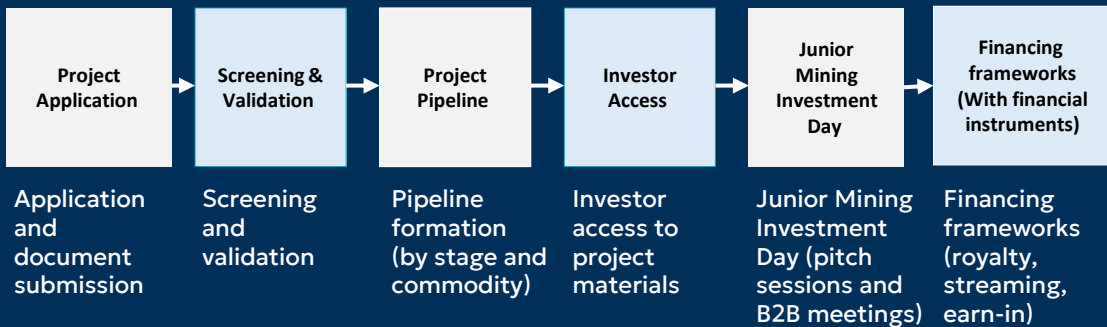 Project
Application
Screening &
Validation
Project
Pipeline
Investor
Access
Junior
Mining
Investment
Day
Financing
frameworks
(With financial
instruments)
Application
and
document
submission
Screening
and
validation
Pipeline
formation
(by stage and
commodity)
Investor
access to
project
materials
Junior Mining
Investment
Day (pitch
sessions and
B2B meetings)
Financing
frameworks
(royalty,
streaming,
earn-in)